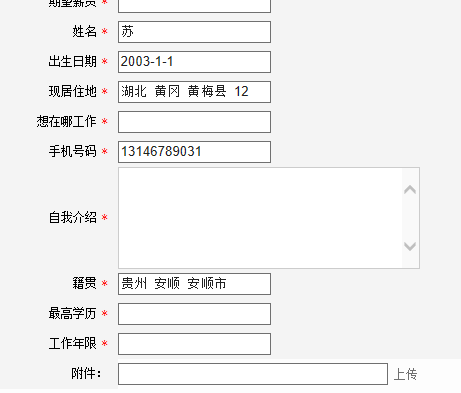 期望薪资 *
姓名 * 苏
出生日期 * 2003-1-1
现居住地 * 湖北 黄冈 黄梅县 12
想在哪工作 *
手机号码 * 13146789031
自我介绍 *
籍贯 * 贵州 安顺 安顺市
最高学历 *
工作年限 *
附件: 上传